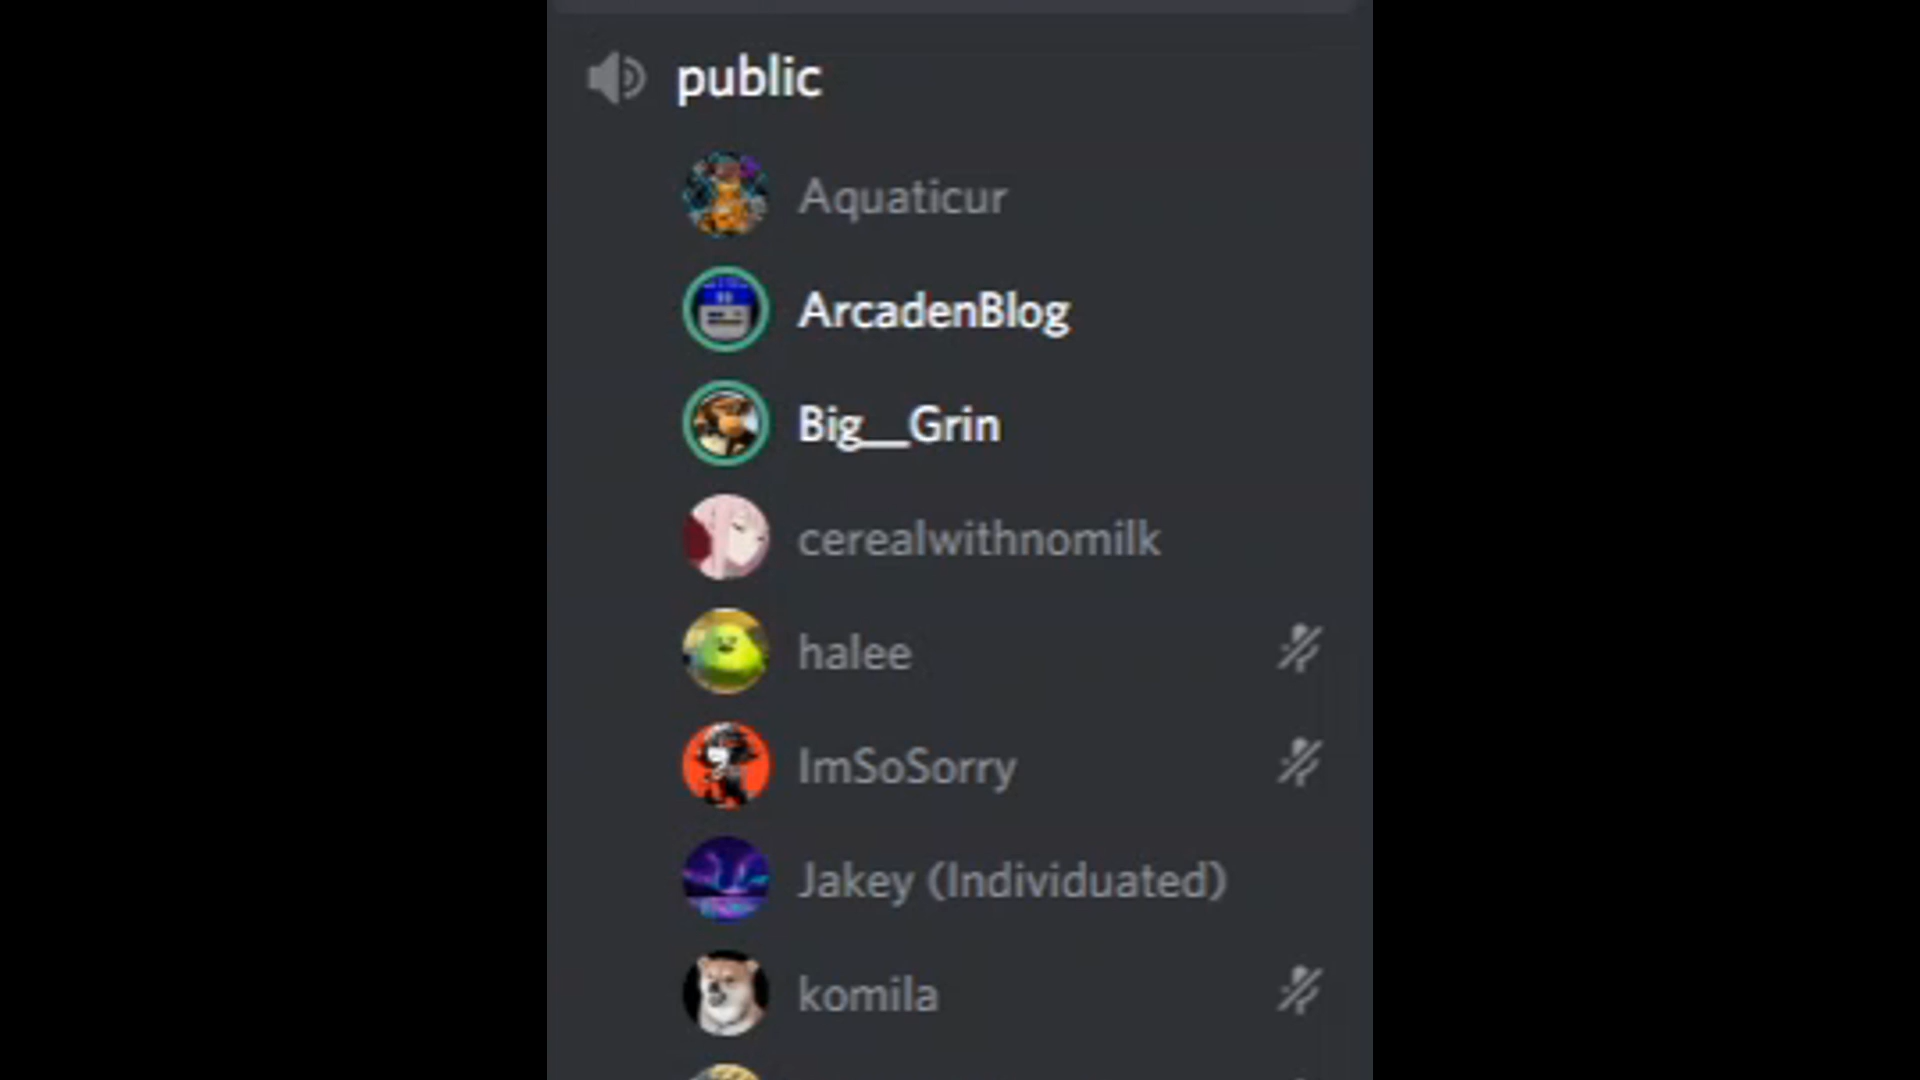 public
Aquaticur
ArcadenBlog
Big__Grin
cerealwithnomilk
halee
ImSoSorry
Jakey (Individuated)
komila